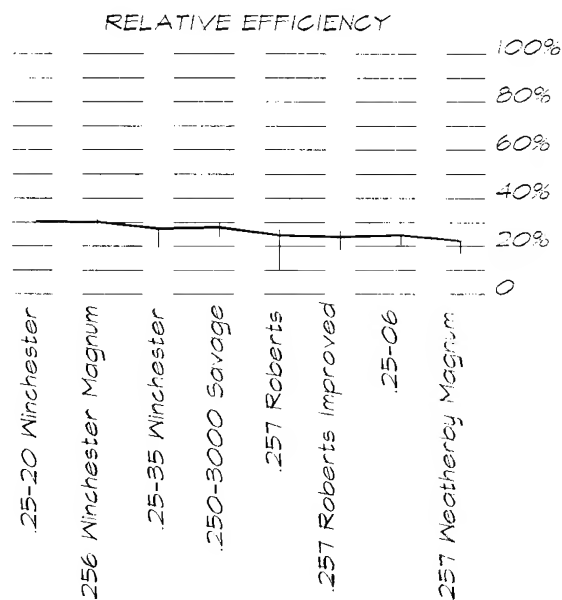 RELATIVE EFFICIENCY
100%
80%
60%
40%
20%
0
.25-20 Winchester
256 Winchester Magnum
.25-35 Winchester
.250-3000 Savage
.257 Roberts
.257 Roberts Improved
.25-06
257 Weatherby Magnum